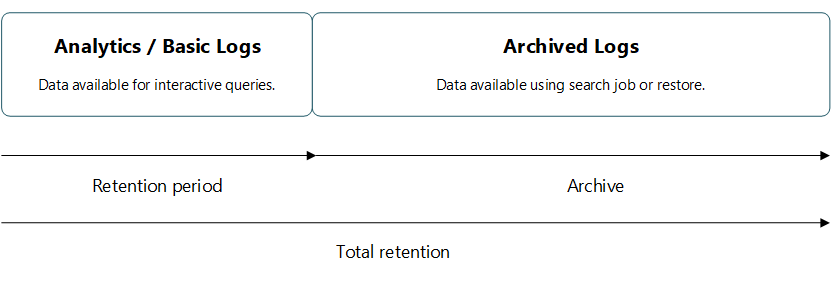 Analytics / Basic Logs
Data available for interactive queries.
Archived Logs
Data available using search job or restore.
Retention period
Archive
Total retention